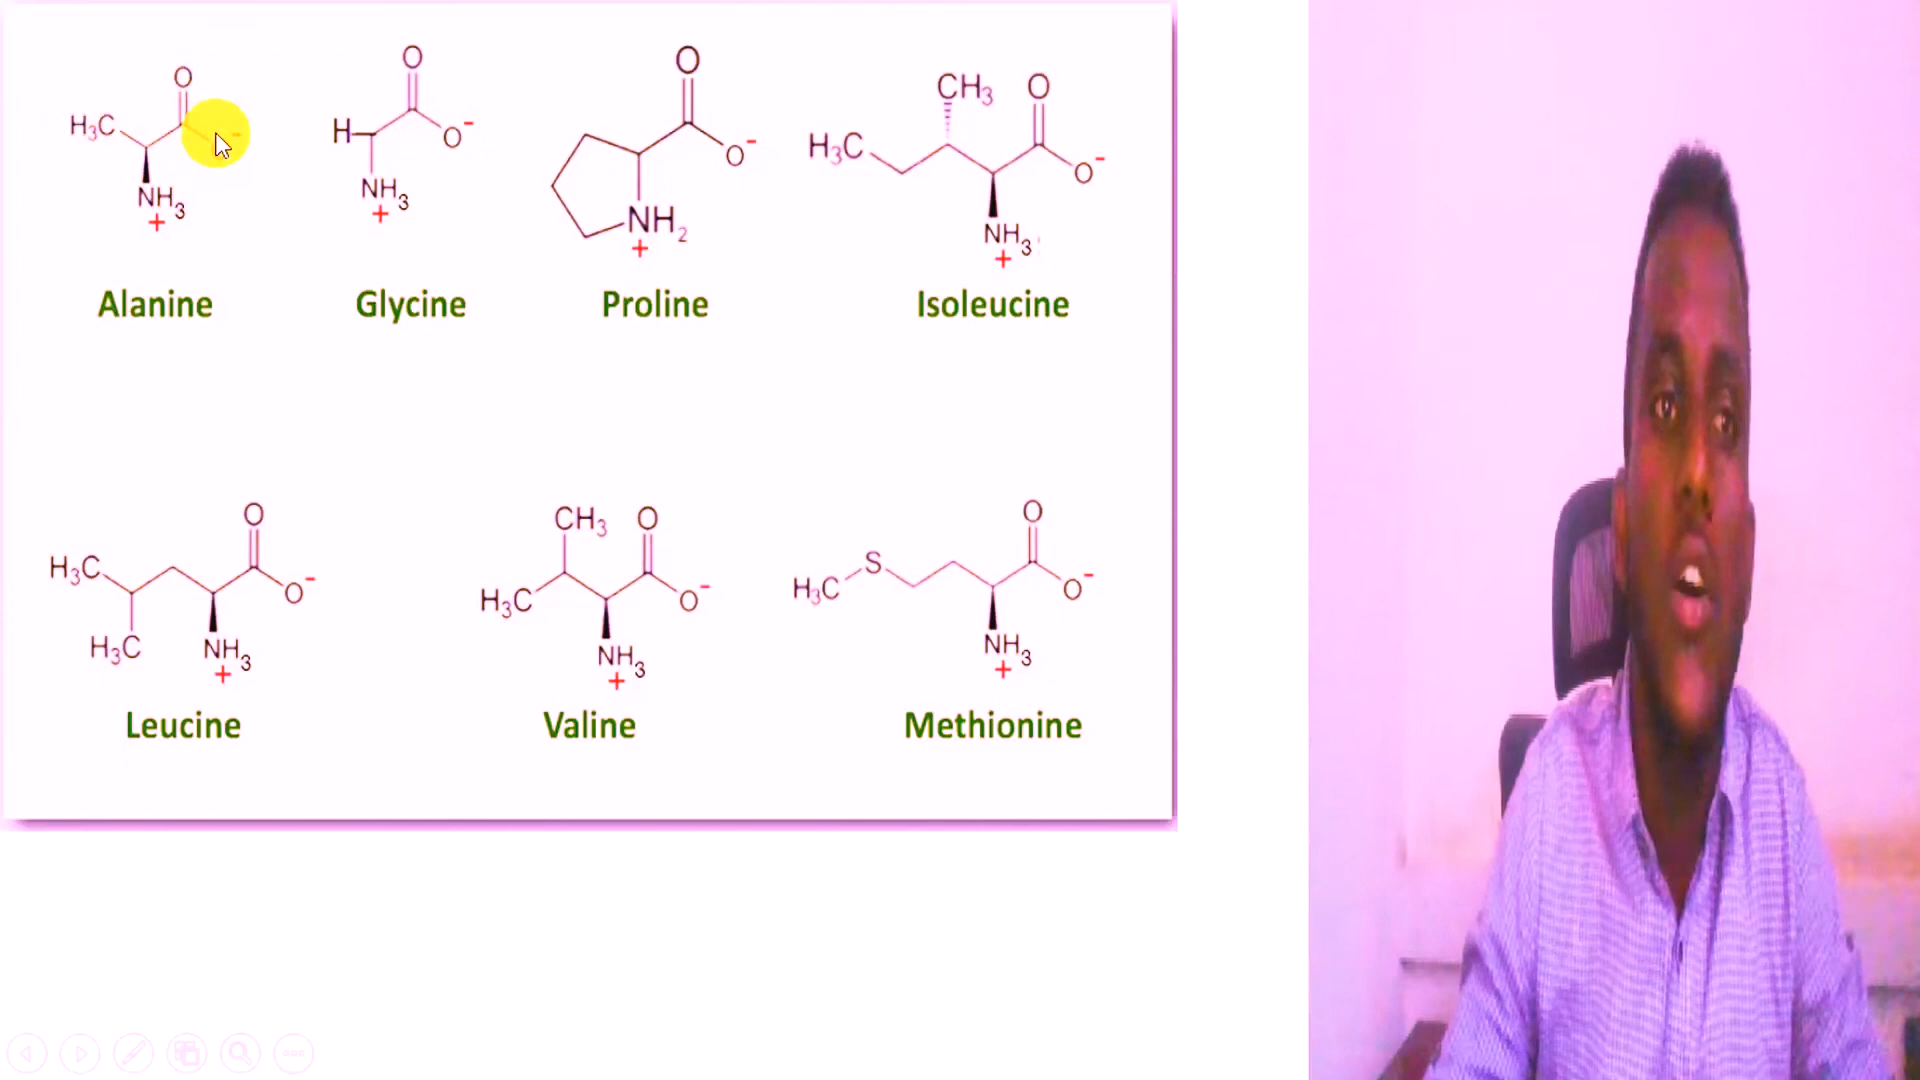 O
H₃C
-
NH₃
+
Alanine
O
H
O⁻
NH₃
+
Glycine
O
O⁻
NH₂
+
Proline
CH₃
O
H₃C
O⁻
NH₃
+
Isoleucine
O
H₃C
O⁻
H₃C
NH₃
+
Leucine
CH₃
O
H₃C
O⁻
NH₃
+
Valine
O
S
H₃C
O⁻
NH₃
+
Methionine